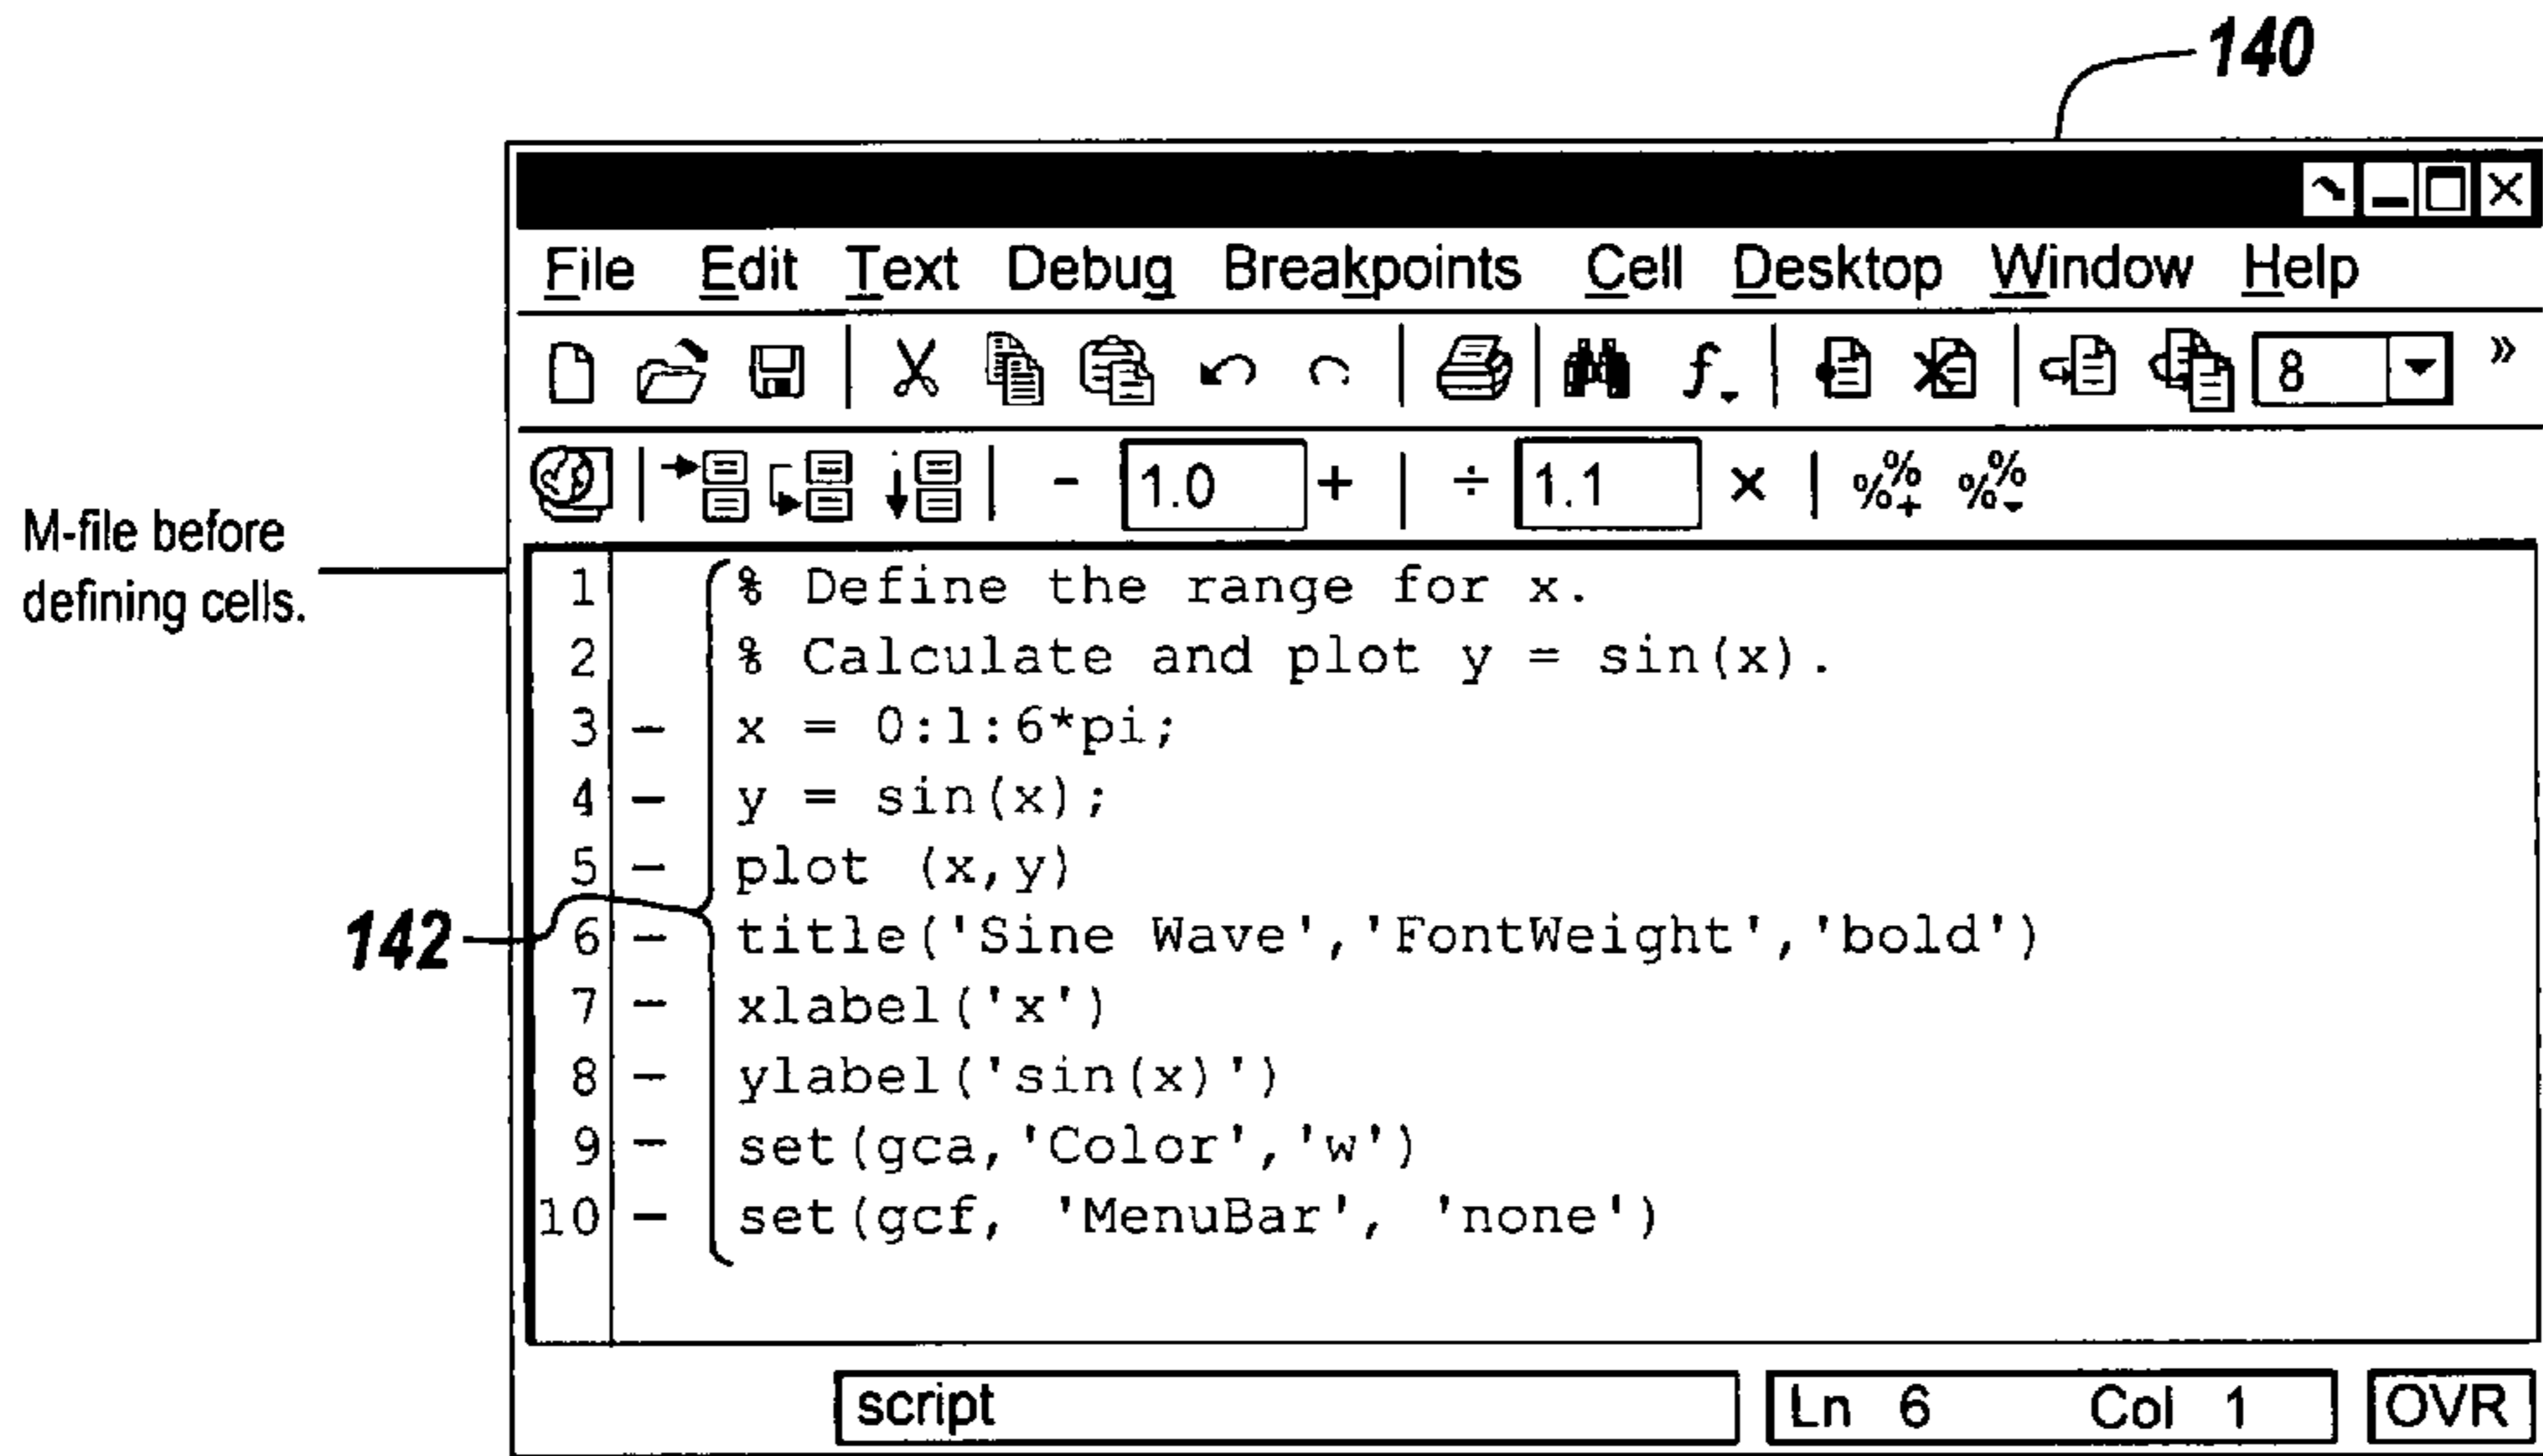 140
File Edit Text Debug Breakpoints Cell Desktop Window Help
8 »
- 1.0 + ÷ 1.1 × %%+ %%
M-file before
defining cells.
1 % Define the range for x.
2 % Calculate and plot y = sin(x).
3 - x = 0:1:6*pi;
4 - y = sin(x);
5 - plot (x,y)
142
6 - title('Sine Wave','FontWeight','bold')
7 - xlabel('x')
8 - ylabel('sin(x)')
9 - set(gca,'Color','w')
10 - set(gcf, 'MenuBar', 'none')
script Ln 6 Col 1 OVR